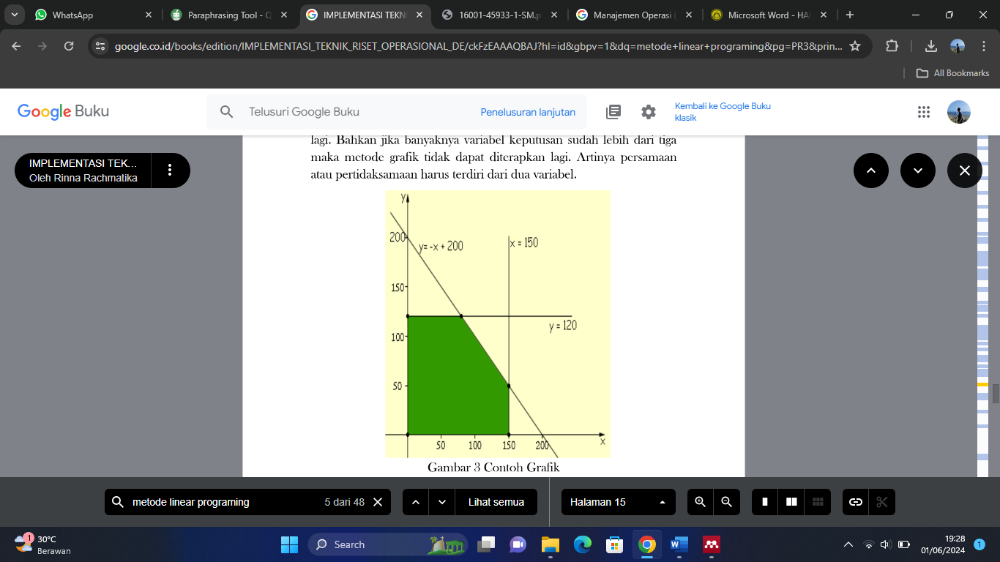 WhatsApp
Paraphrasing Tool - Q
IMPLEMENTASI TEKN
16001-45933-1-SM.p
Manajemen Operasi (
Microsoft Word - HAL
google.co.id/books/edition/IMPLEMENTASI_TEKNIK_RISET_OPERASIONAL_DE/ckFzEAAAQBAJ?hl=id&gbpv=1&dq=metode+linear+programing&pg=PR3&prin...
All Bookmarks
Google Buku
Telusuri Google Buku
Penelusuran lanjutan
Kembali ke Google Buku
klasik
IMPLEMENTASI TEK...
Oleh Rinna Rachmatika
lagi. Bahkan jika banyaknya variabel keputusan sudah lebih dari tiga
maka metode grafik tidak dapat diterapkan lagi. Artinya persamaan
atau pertidaksamaan harus terdiri dari dua variabel.
y
200
y= -x + 200
x = 150
150
y = 120
100
50
50 100 150 200
x
Gambar 3 Contoh Grafik
metode linear programing
5 dari 48
Lihat semua
Halaman 15
1
30°C
Berawan
Search
19:28
01/06/2024
1